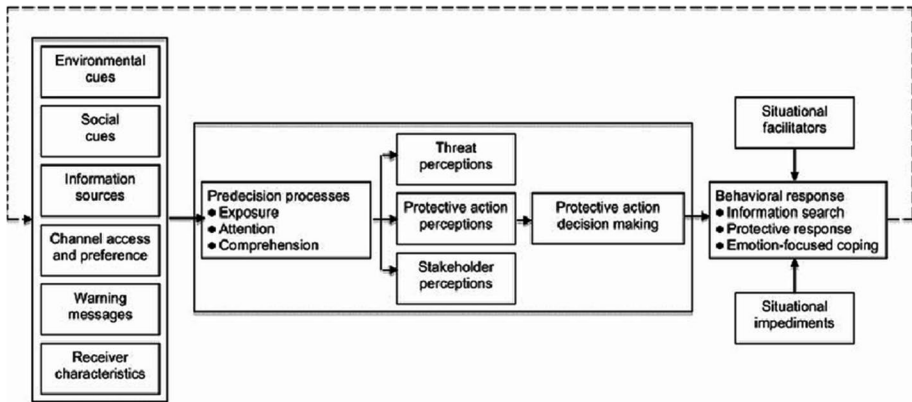 Environmental
cues
Social
cues
Information
sources
Channel access
and preference
Warning
messages
Receiver
characteristics
Predecision processes
● Exposure
● Attention
● Comprehension
Threat
perceptions
Protective action
perceptions
Stakeholder
perceptions
Protective action
decision making
Situational
facilitators
Behavioral response
● Information search
● Protective response
● Emotion-focused coping
Situational
impediments